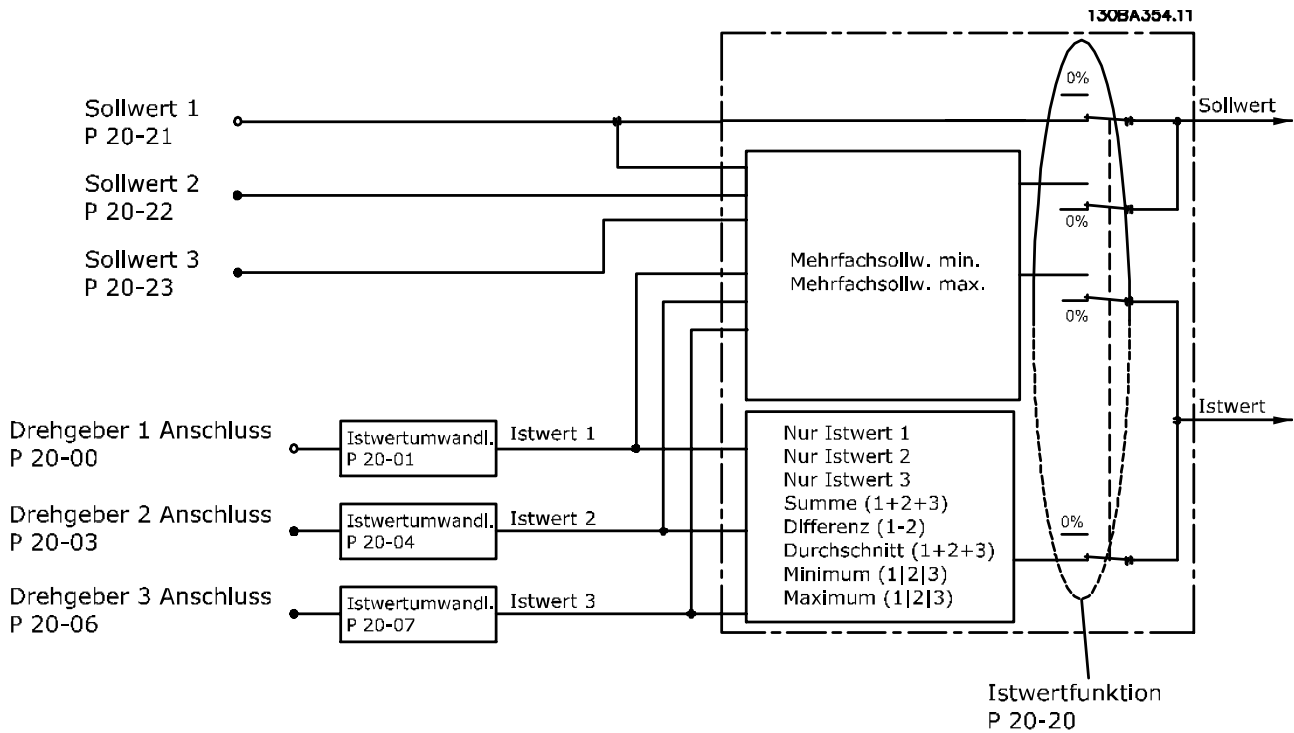 130BA354.11
0%
Sollwert 1
P 20-21
Sollwert
Sollwert 2
P 20-22
0%
Sollwert 3
P 20-23
Mehrfachsollw. min.
Mehrfachsollw. max.
0%
Istwert
Drehgeber 1 Anschluss
P 20-00
Istwertumwandl.
P 20-01
Istwert 1
Drehgeber 2 Anschluss
P 20-03
Istwertumwandl.
P 20-04
Istwert 2
Drehgeber 3 Anschluss
P 20-06
Istwertumwandl.
P 20-07
Istwert 3
Nur Istwert 1
Nur Istwert 2
Nur Istwert 3
Summe (1+2+3)
DIfferenz (1-2)
Durchschnitt (1+2+3)
Minimum (1|2|3)
Maximum (1|2|3)
0%
Istwertfunktion
P 20-20